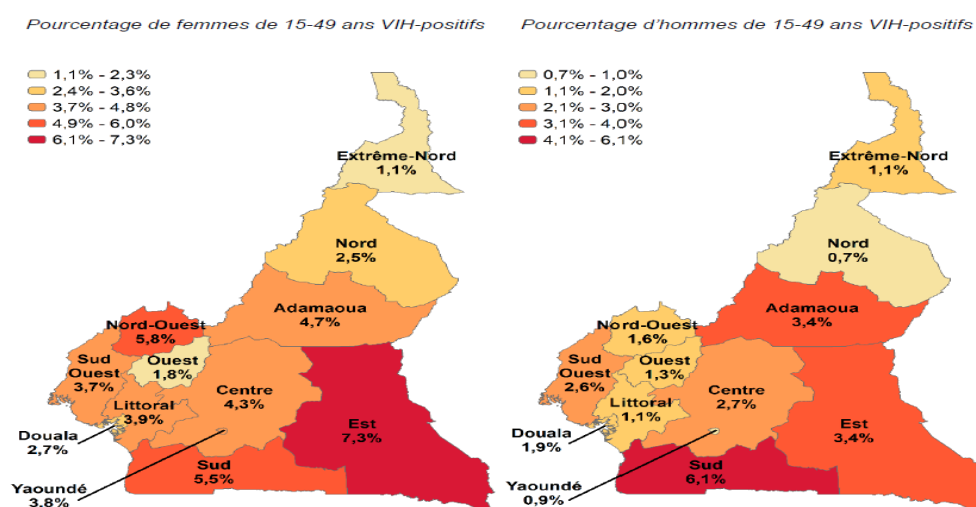 Pourcentage de femmes de 15-49 ans VIH-positifs
1,1% - 2,3%
2,4% - 3,6%
3,7% - 4,8%
4,9% - 6,0%
6,1% - 7,3%
Extrême-Nord
1,1%
Nord
2,5%
Adamaoua
4,7%
Nord-Ouest
5,8%
Sud
Ouest
3,7%
Ouest
1,8%
Littoral
3,9%
Centre
4,3%
Est
7,3%
Douala
2,7%
Sud
5,5%
Yaoundé
3,8%
Pourcentage d'hommes de 15-49 ans VIH-positifs
0,7% - 1,0%
1,1% - 2,0%
2,1% - 3,0%
3,1% - 4,0%
4,1% - 6,1%
Extrême-Nord
1,1%
Nord
0,7%
Adamaoua
3,4%
Nord-Ouest
1,6%
Sud
Ouest
2,6%
Ouest
1,3%
Littoral
1,1%
Centre
2,7%
Est
3,4%
Douala
1,9%
Sud
6,1%
Yaoundé
0,9%